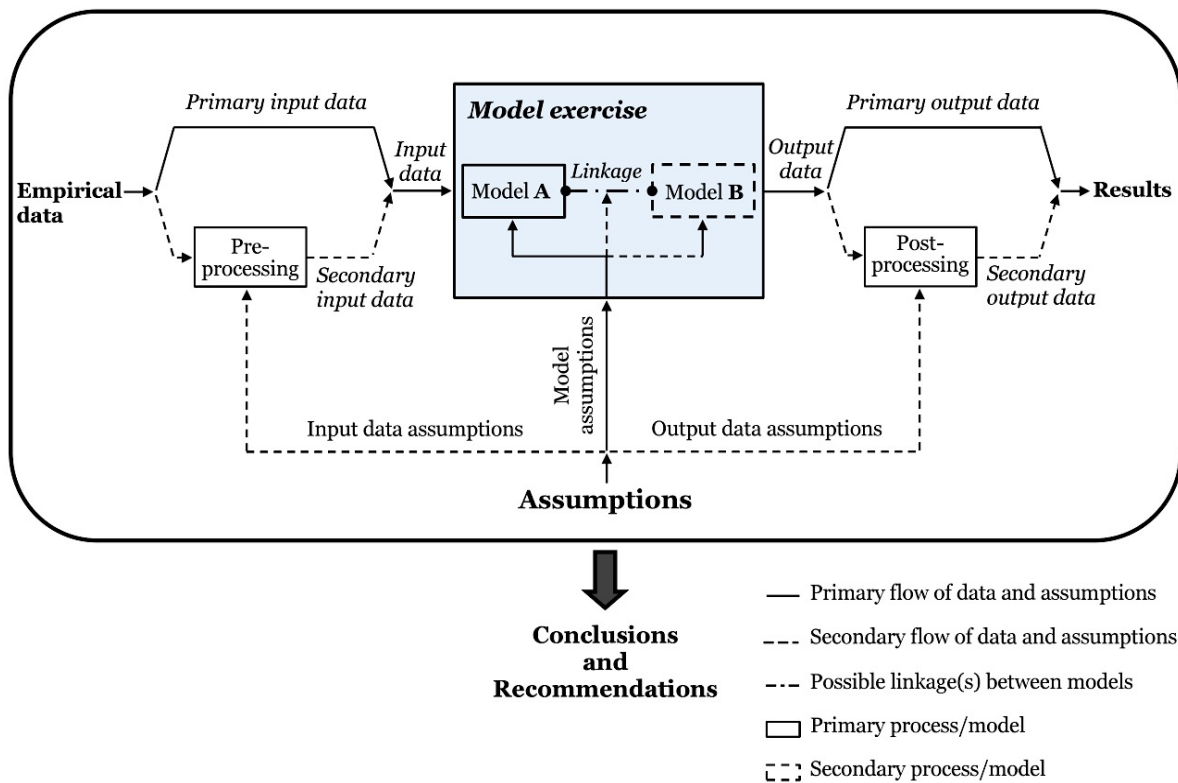 Primary input data
Model exercise
Primary output data
Input
data
Linkage
Output
data
Empirical
data
Model A
Model B
Results
Pre-
processing
Secondary
input data
Post-
processing
Secondary
output data
Model
assumptions
Input data assumptions
Output data assumptions
Assumptions
Conclusions
and
Recommendations
Primary flow of data and assumptions
Secondary flow of data and assumptions
Possible linkage(s) between models
Primary process/model
Secondary process/model